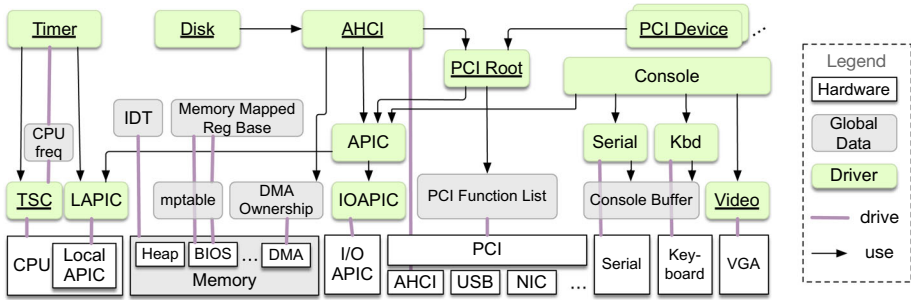 Timer
Disk
AHCI
PCI Device
...
PCI Root
Console
Legend
Hardware
Global
Data
Driver
drive
use
CPU
freq
IDT
Memory Mapped
Reg Base
APIC
Serial
Kbd
TSC
LAPIC
mptable
DMA
Ownership
IOAPIC
PCI Function List
Console Buffer
Video
CPU
Local
APIC
Heap
BIOS
...
DMA
Memory
I/O
APIC
PCI
AHCI
USB
NIC
...
Serial
Key-
board
VGA